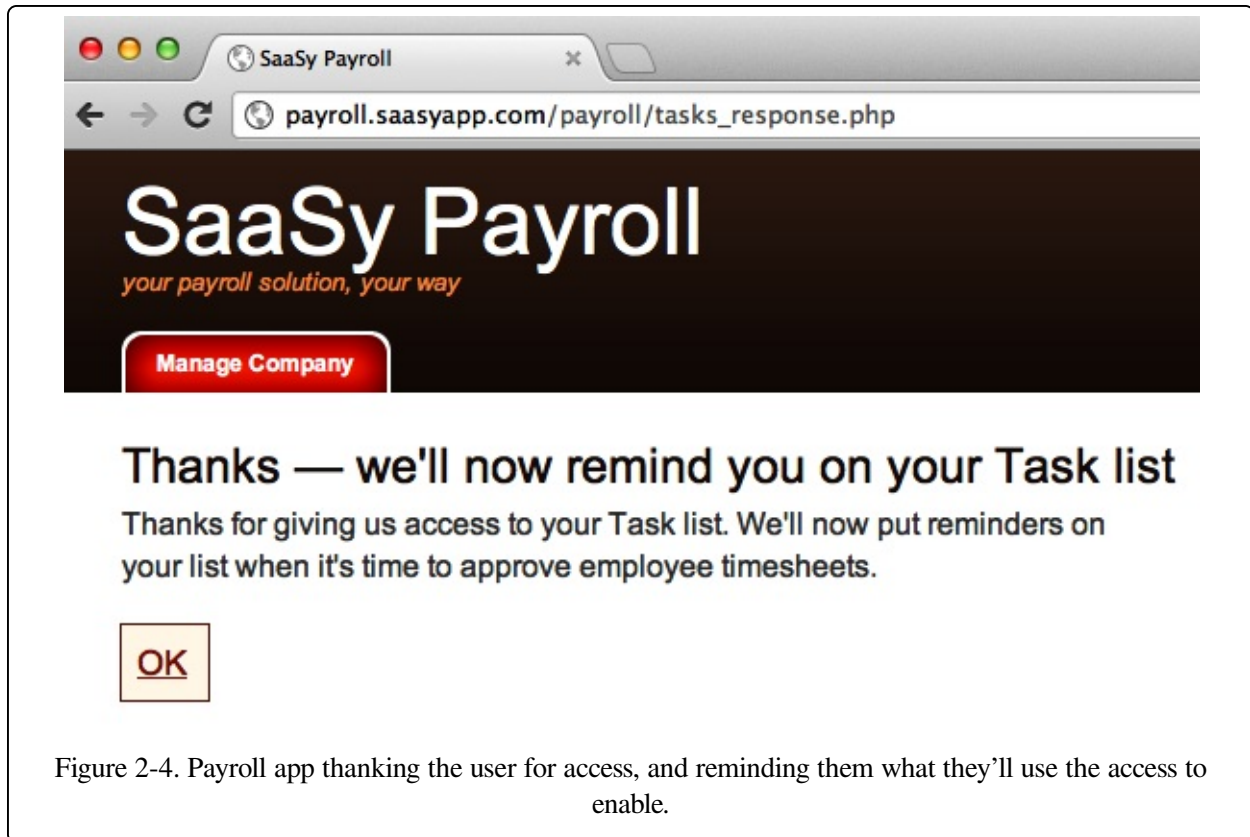 SaaSy Payroll
payroll.saasyapp.com/payroll/tasks_response.php
SaaSy Payroll
your payroll solution, your way
Manage Company
Thanks — we'll now remind you on your Task list
Thanks for giving us access to your Task list. We'll now put reminders on
your list when it's time to approve employee timesheets.
OK
Figure 2-4. Payroll app thanking the user for access, and reminding them what they’ll use the access to
enable.